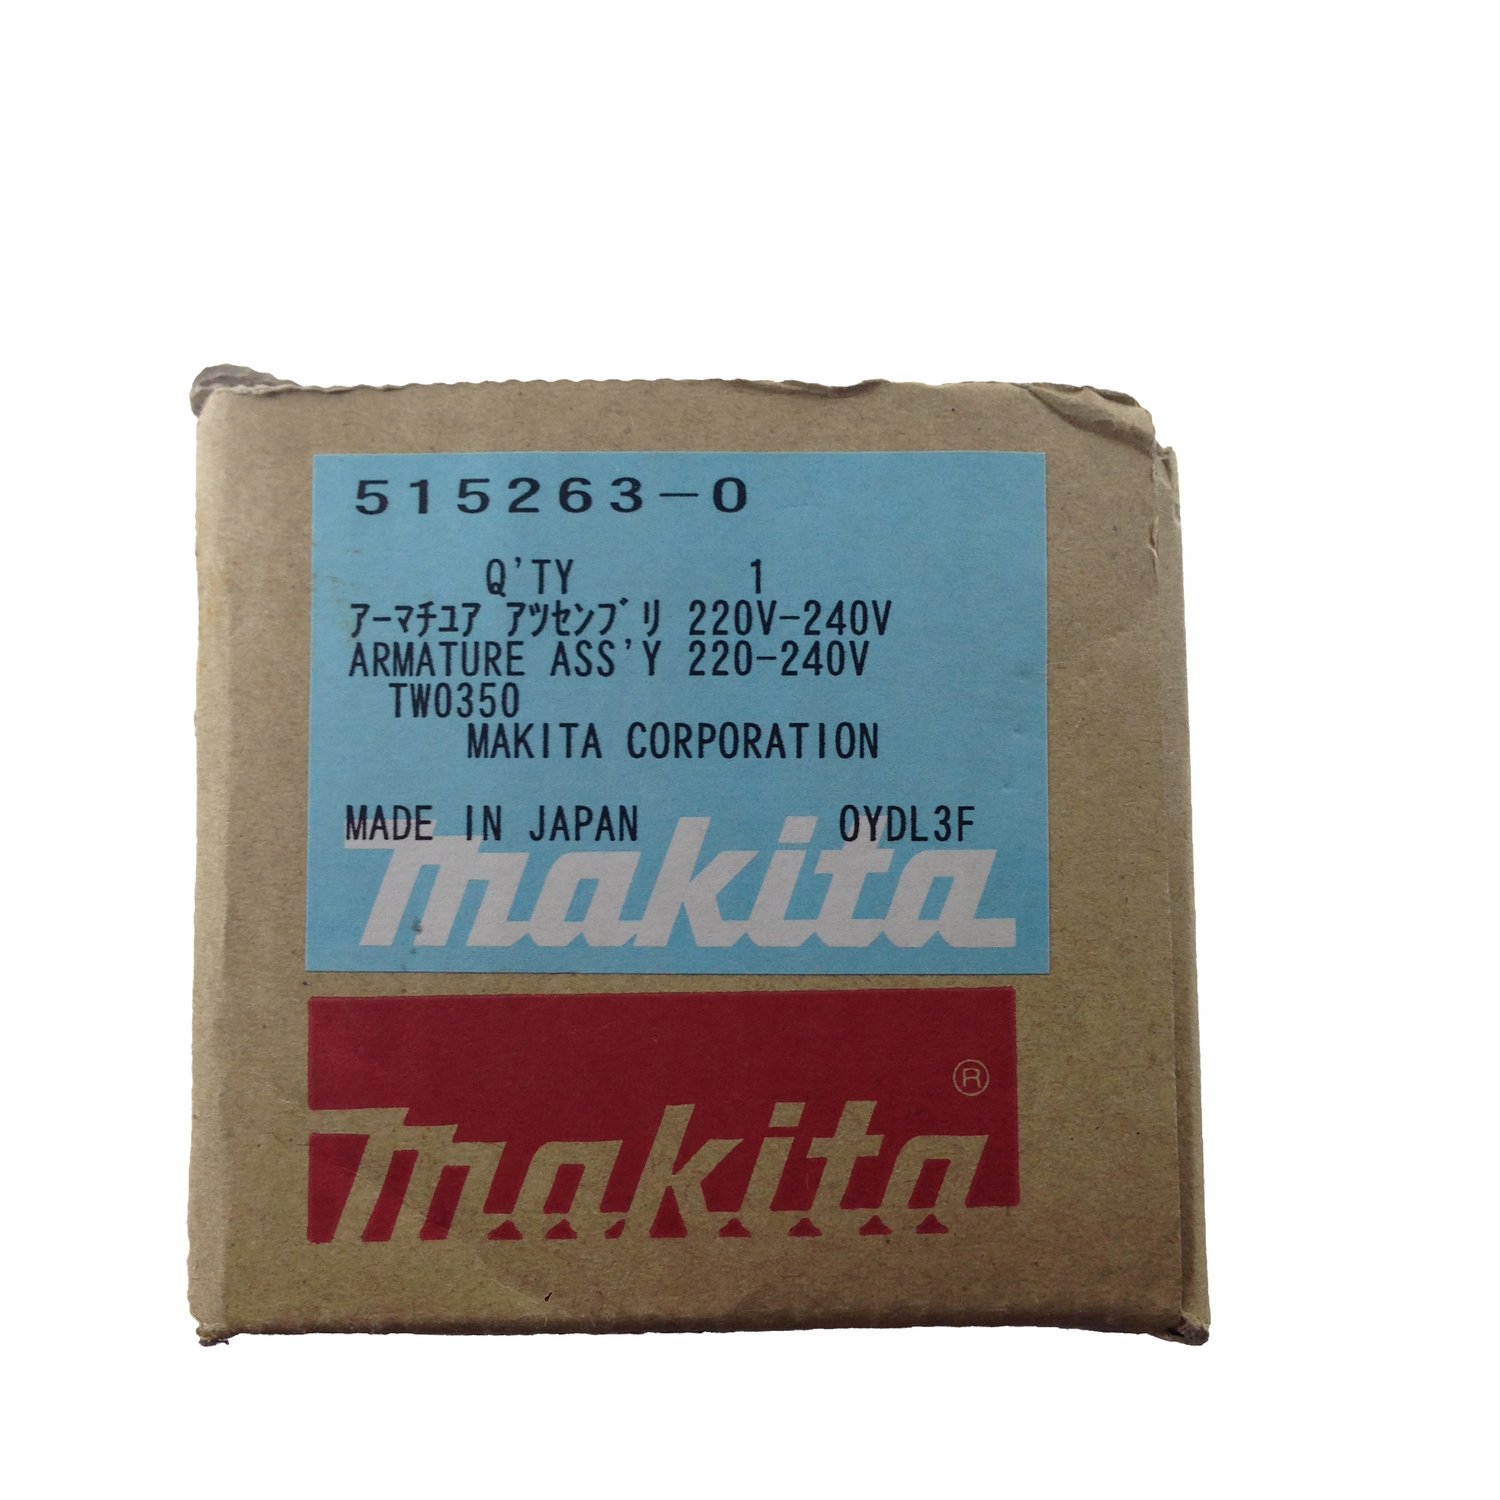 515263-0
Q'TY 1
ｱｰﾏﾁｭｱ ｱﾂｾﾝﾌﾞﾘ 220V-240V
ARMATURE ASS'Y 220-240V
TW0350
MAKITA CORPORATION
MADE IN JAPAN 0YDL3F
makita
makita®